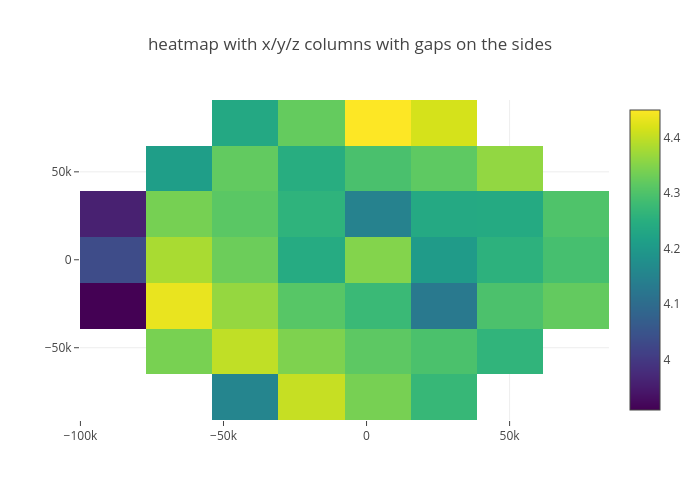 heatmap with x/y/z columns with gaps on the sides
50k
0
−50k
−100k
−50k
0
50k
4.4
4.3
4.2
4.1
4